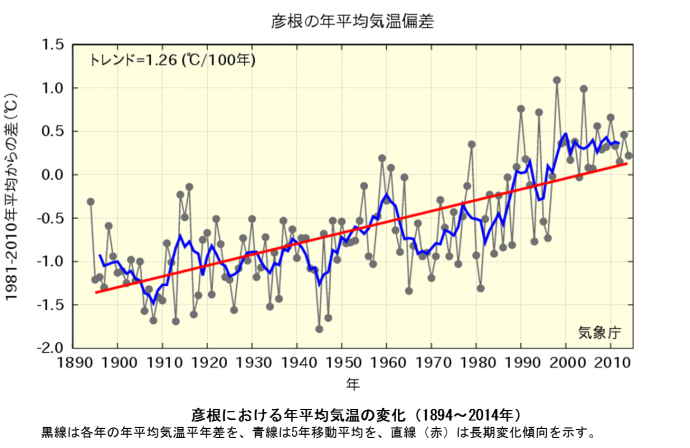 彦根の年平均気温偏差
トレンド=1.26 (℃/100年)
1981-2010年平均からの差(℃)
1.5
1.0
0.5
0.0
-0.5
-1.0
-1.5
-2.0
1890 1900 1910 1920 1930 1940 1950 1960 1970 1980 1990 2000 2010
気象庁
年
彦根における年平均気温の変化（1894～2014年）
黒線は各年の年平均気温平年差を、青線は5年移動平均を、直線（赤）は長期変化傾向を示す。